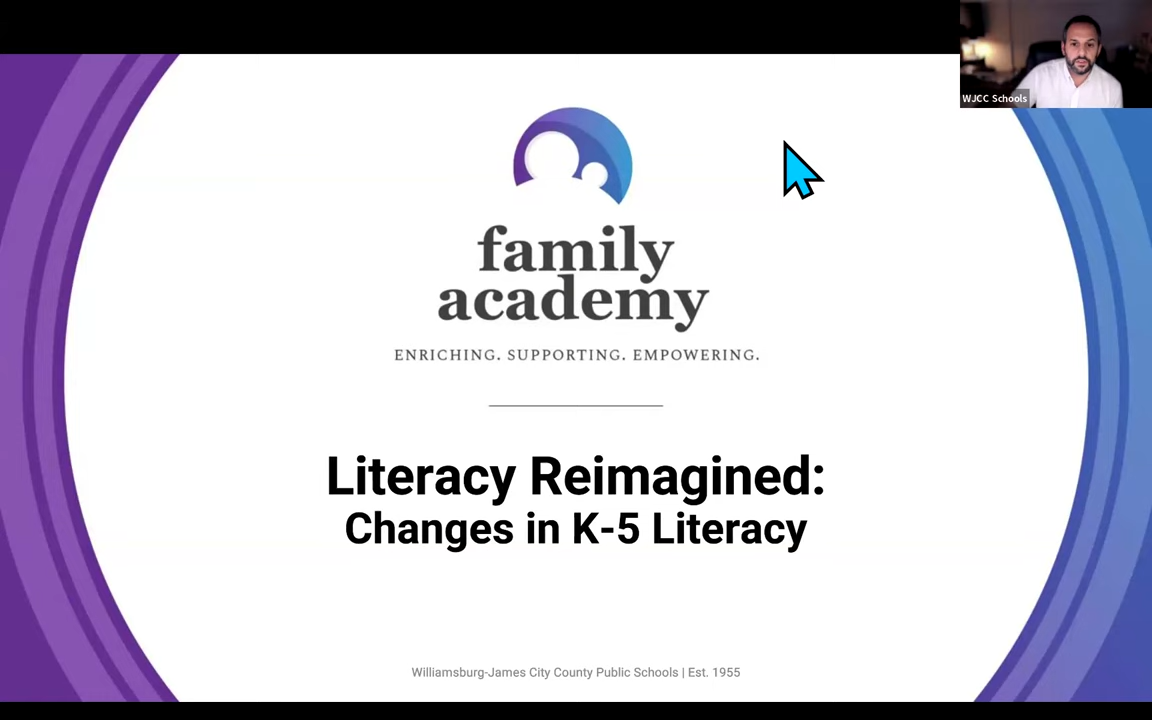 WJCC Schools
family
academy
ENRICHING. SUPPORTING. EMPOWERING.
Literacy Reimagined:
Changes in K-5 Literacy
Williamsburg-James City County Public Schools | Est. 1955